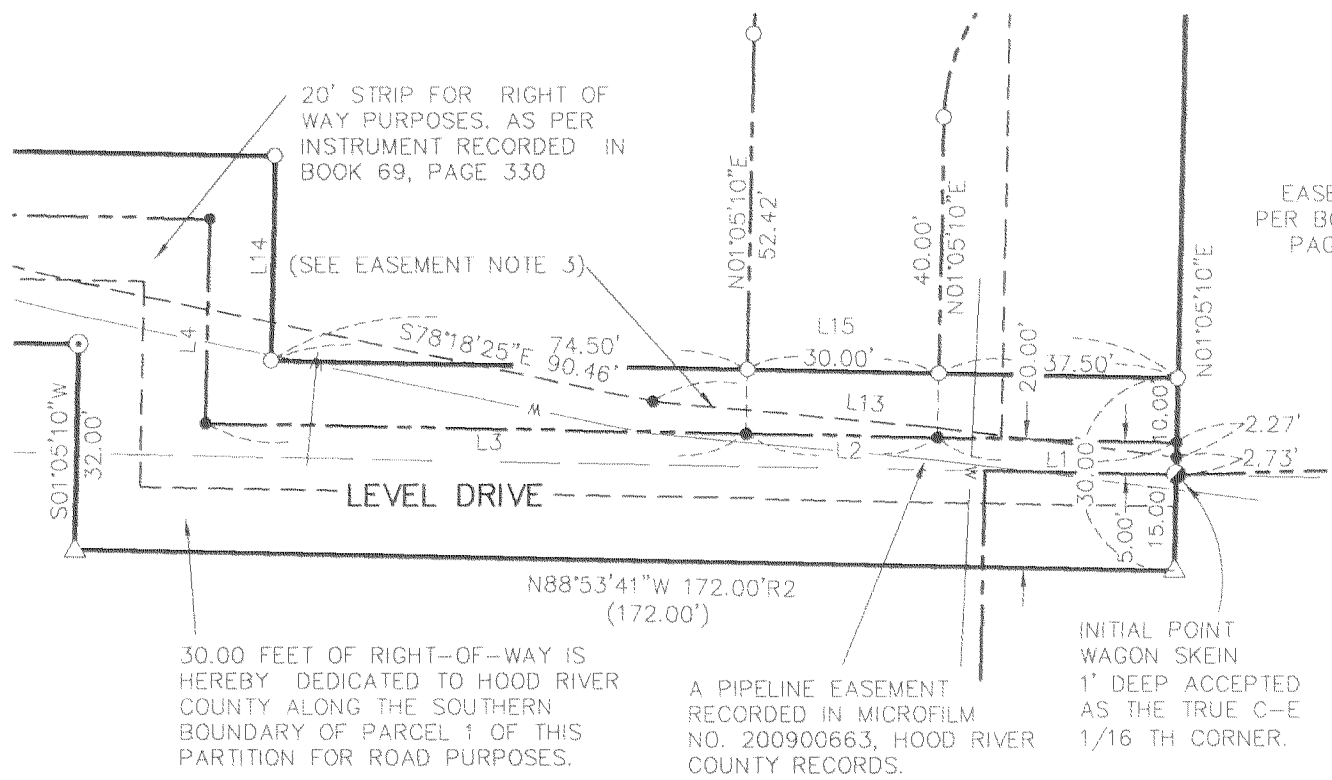 20' STRIP FOR RIGHT OF
WAY PURPOSES. AS PER
INSTRUMENT RECORDED IN
BOOK 69, PAGE 330
(SEE EASEMENT NOTE 3)
L14
L4
S78°18'25"E
74.50'
90.46'
N01°05'10"E
52.42'
40.00'
N01°05'10"E
L15
30.00'
37.50'
20.00'
N01°05'10"E
EASE
PER BO
PAG
L13
L3
L2
L1
W
W
10.00'
30.00'
2.27'
2.73'
5.00'
15.00'
S01°05'10"W
32.00'
LEVEL DRIVE
N88°53'41"W 172.00'R2
(172.00')
30.00 FEET OF RIGHT-OF-WAY IS
HEREBY DEDICATED TO HOOD RIVER
COUNTY ALONG THE SOUTHERN
BOUNDARY OF PARCEL 1 OF THIS
PARTITION FOR ROAD PURPOSES.
A PIPELINE EASEMENT
RECORDED IN MICROFILM
NO. 200900663, HOOD RIVER
COUNTY RECORDS.
INITIAL POINT
WAGON SKEIN
1' DEEP ACCEPTED
AS THE TRUE C-E
1/16 TH CORNER.